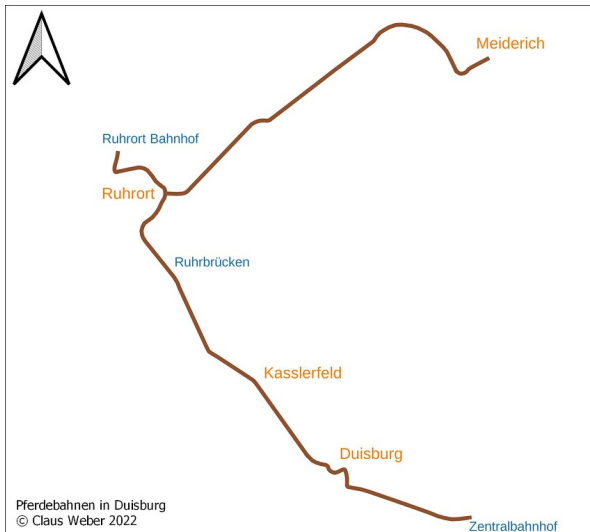 Meiderich
Ruhrort Bahnhof
Ruhrort
Ruhrbrücken
Kasslerfeld
Duisburg
Pferdebahnen in Duisburg
© Claus Weber 2022
Zentralbahnhof